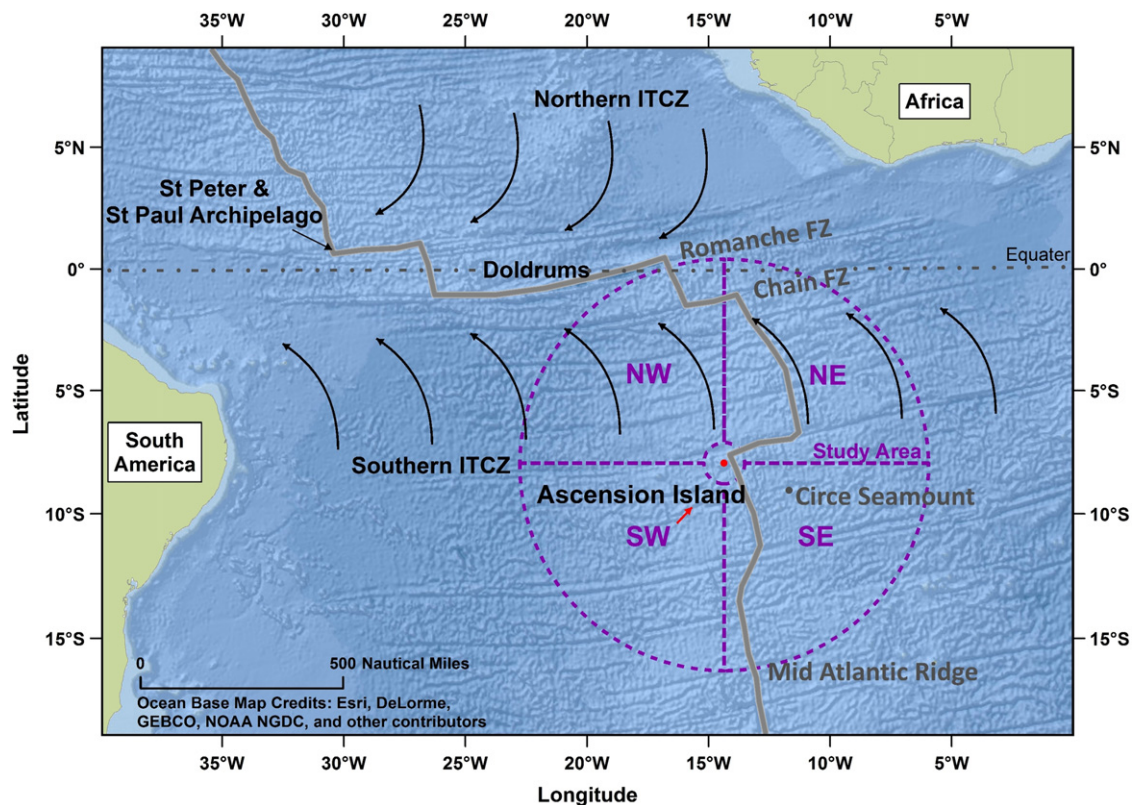 35°W 30°W 25°W 20°W 15°W 10°W 5°W
Northern ITCZ
Africa
5°N
5°N
St Peter &
St Paul Archipelago
Romanche FZ
Equater
0°
Doldrums
0°
Chain FZ
NW
NE
5°S
5°S
Latitude
Latitude
South
America
Southern ITCZ
Study Area
Ascension Island
Circe Seamount
10°S
10°S
SW
SE
15°S
15°S
0
500 Nautical Miles
Mid Atlantic Ridge
Ocean Base Map Credits: Esri, DeLorme,
GEBCO, NOAA NGDC, and other contributors
35°W 30°W 25°W 20°W 15°W 10°W 5°W
Longitude